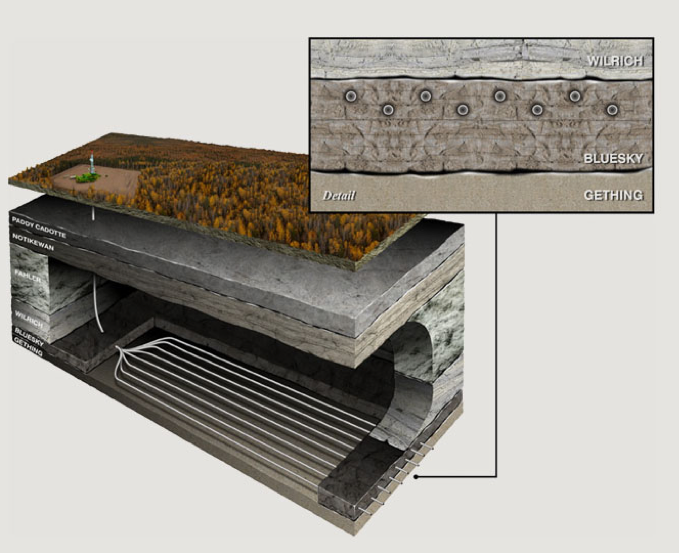 WILRICH
BLUESKY
Detail
GETHING
PADDY CADOTTE
NOTIKEWAN
FAHLER
WILRICH
BLUESKY
GETHING